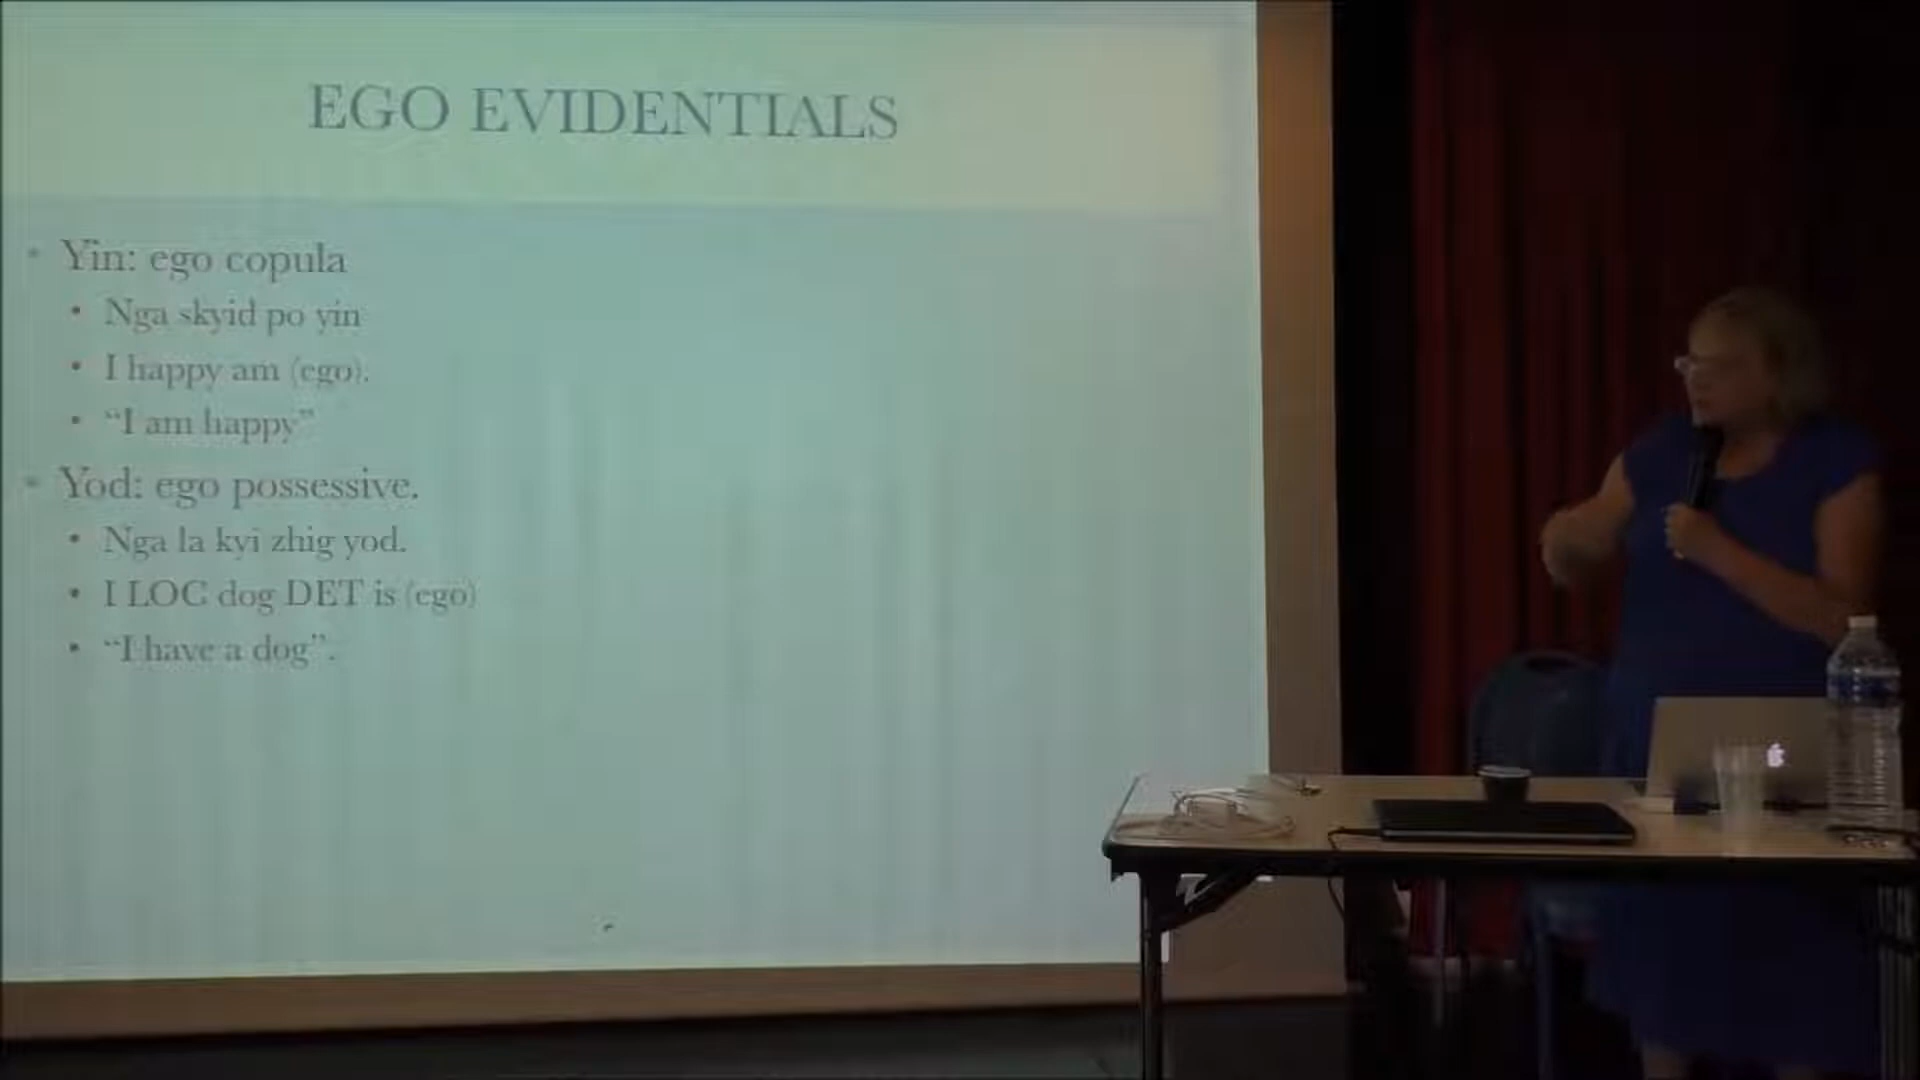 EGO EVIDENTIALS
Yin: ego copula
Nga skyid po yin
I happy am (ego).
“I am happy”
Yod: ego possessive.
Nga la kyi zhig yod.
I LOC dog DET is (ego)
“I have a dog”.